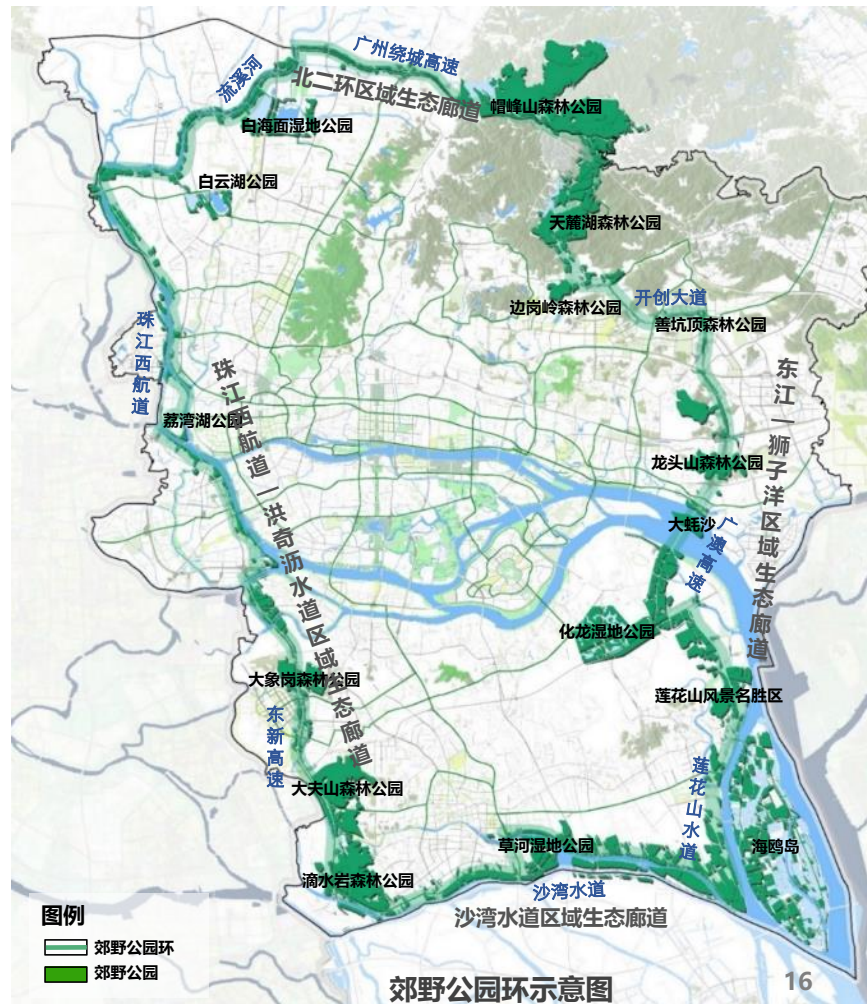 广州绕城高速
流溪河
北二环区域生态廊道
帽峰山森林公园
白海面湿地公园
白云湖公园
天麓湖森林公园
边岗岭森林公园
开创大道
善坑顶森林公园
珠江西航道
荔湾湖公园
珠江西航道—洪奇沥水道区域生态廊道
东江—狮子洋区域生态廊道
龙头山森林公园
大蚝沙
广澳高速
化龙湿地公园
大象岗森林公园
莲花山风景名胜区
东新高速
大夫山森林公园
莲花山水道
草河湿地公园
海鸥岛
滴水岩森林公园
沙湾水道
沙湾水道区域生态廊道
图例
郊野公园环
郊野公园
郊野公园环示意图
16